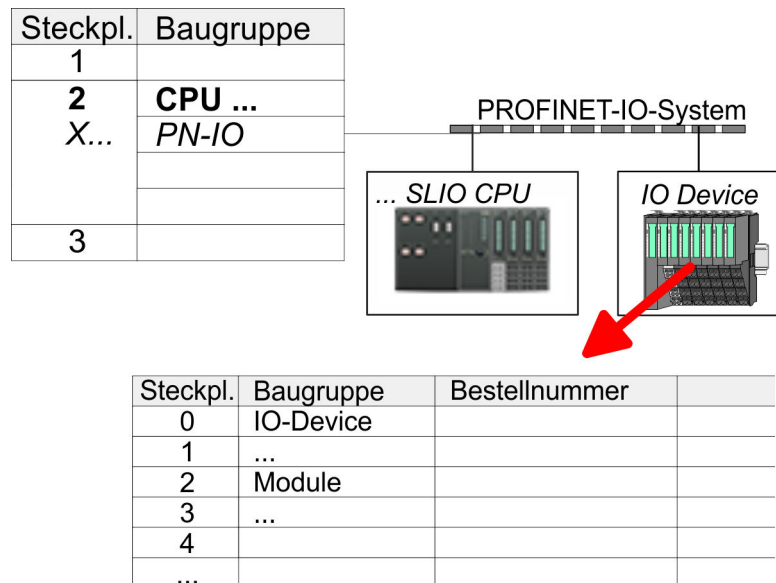 Steckpl. Baugruppe
1
2 CPU ...
X... PN-IO
3
PROFINET-IO-System
... SLIO CPU
IO Device
Steckpl. Baugruppe Bestellnummer
0 IO-Device
1 ...
2 Module
3 ...
4
...